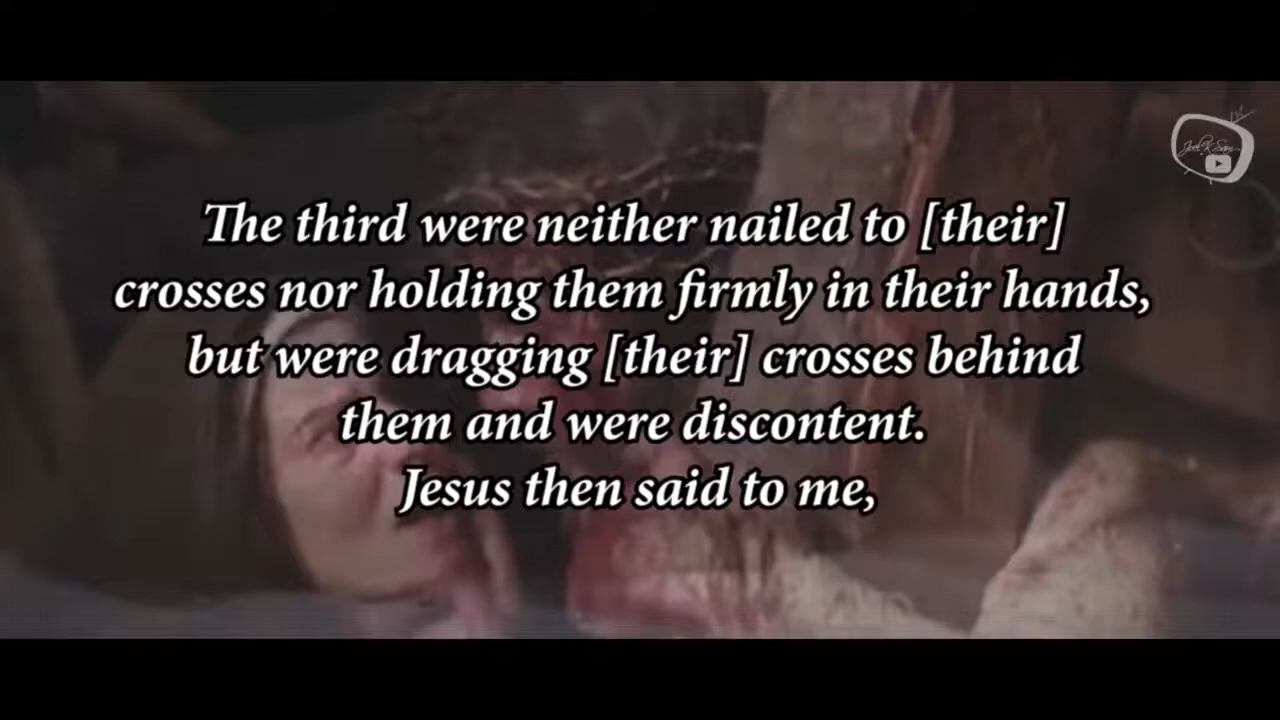 The third were neither nailed to [their]
crosses nor holding them firmly in their hands,
but were dragging [their] crosses behind
them and were discontent.
Jesus then said to me,